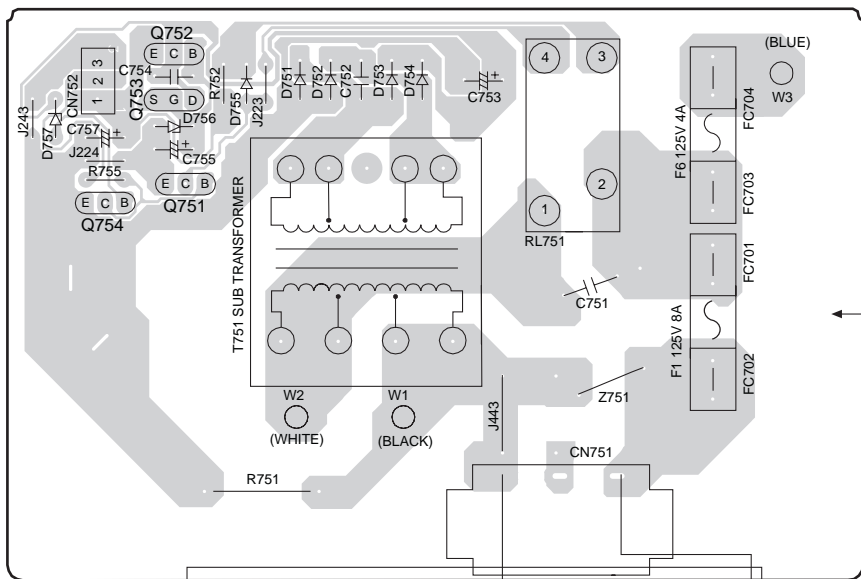 Q752
E C B
C754
CN752
3
2
1
Q753
S G D
R752
D755
J223
D751
D752
C752
D753
D754
C753
4
3
2
1
RL751
(BLUE)
W3
FC704
F6 125V 4A
FC703
J243
D757
C757
J224
R755
D756
C755
E C B
Q751
E C B
Q754
T751 SUB TRANSFORMER
C751
FC701
F1 125V 8A
FC702
W2
(WHITE)
W1
(BLACK)
J443
Z751
CN751
R751
+
+
+